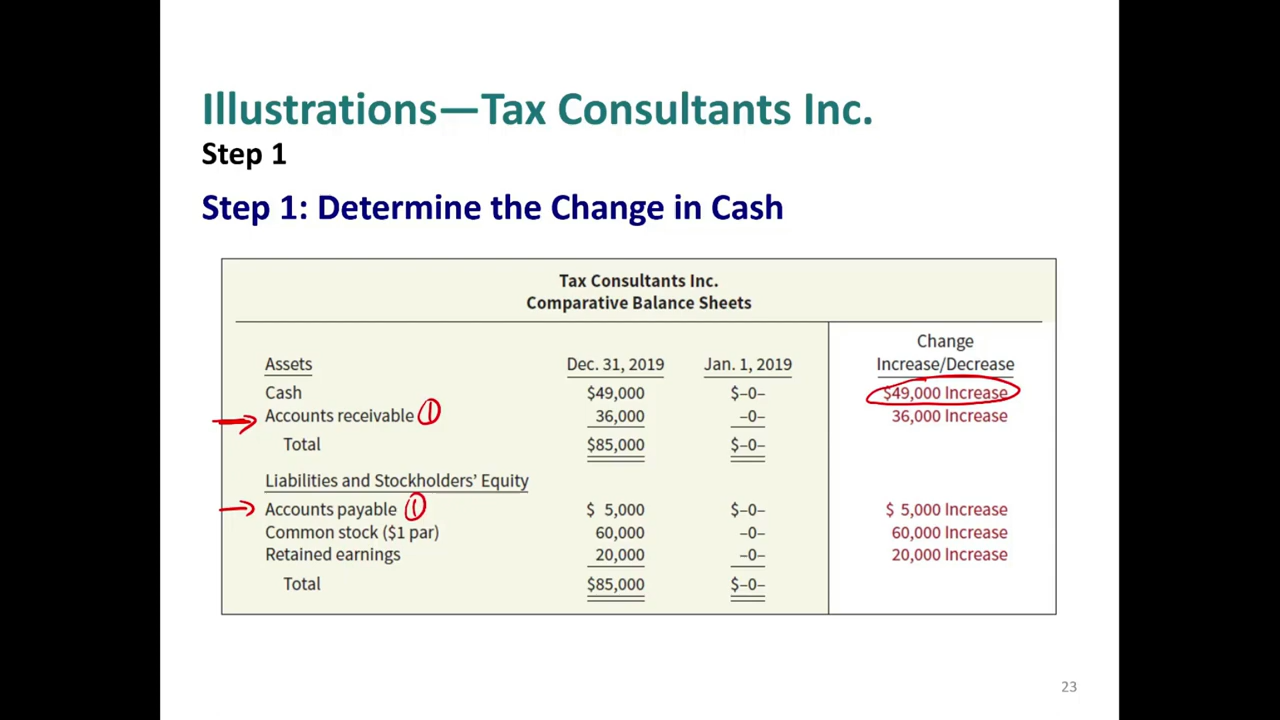 Illustrations—Tax Consultants Inc.
Step 1
Step 1: Determine the Change in Cash
Tax Consultants Inc.
Comparative Balance Sheets
Change
Assets Dec. 31, 2019 Jan. 1, 2019 Increase/Decrease
Cash $49,000 $–0– $49,000 Increase
Accounts receivable 1 36,000 –0– 36,000 Increase
Total $85,000 $–0–
Liabilities and Stockholders’ Equity
Accounts payable 1 $ 5,000 $–0– $ 5,000 Increase
Common stock ($1 par) 60,000 –0– 60,000 Increase
Retained earnings 20,000 –0– 20,000 Increase
Total $85,000 $–0–
23